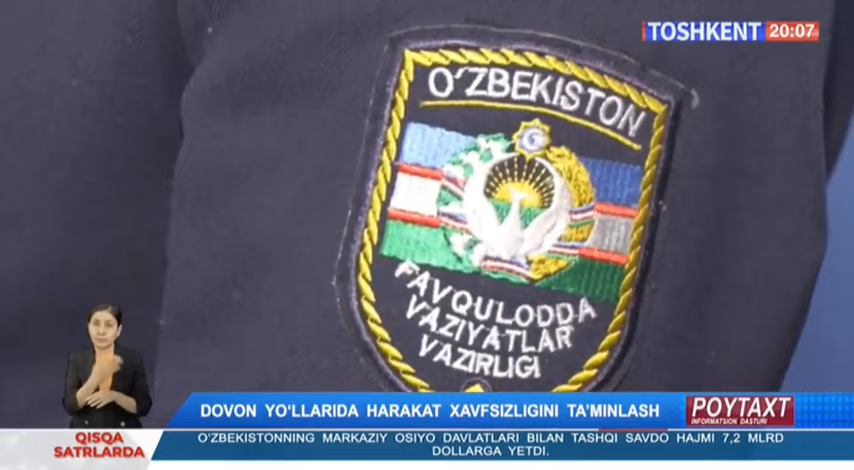 TOSHKENT 20:07
O'ZBEKISTON
FAVQULODDA
VAZIYATLAR
VAZIRLIGI
DOVON YO'LLARIDA HARAKAT XAVFSIZLIGINI TA'MINLASH
POYTAXT
INFORMATSION DASTURI
QISQA
SATRLARDA
O'ZBEKISTONNING MARKAZIY OSIYO DAVLATLARI BILAN TASHQI SAVDO HAJMI 7,2 MLRD
DOLLARGA YETDI.